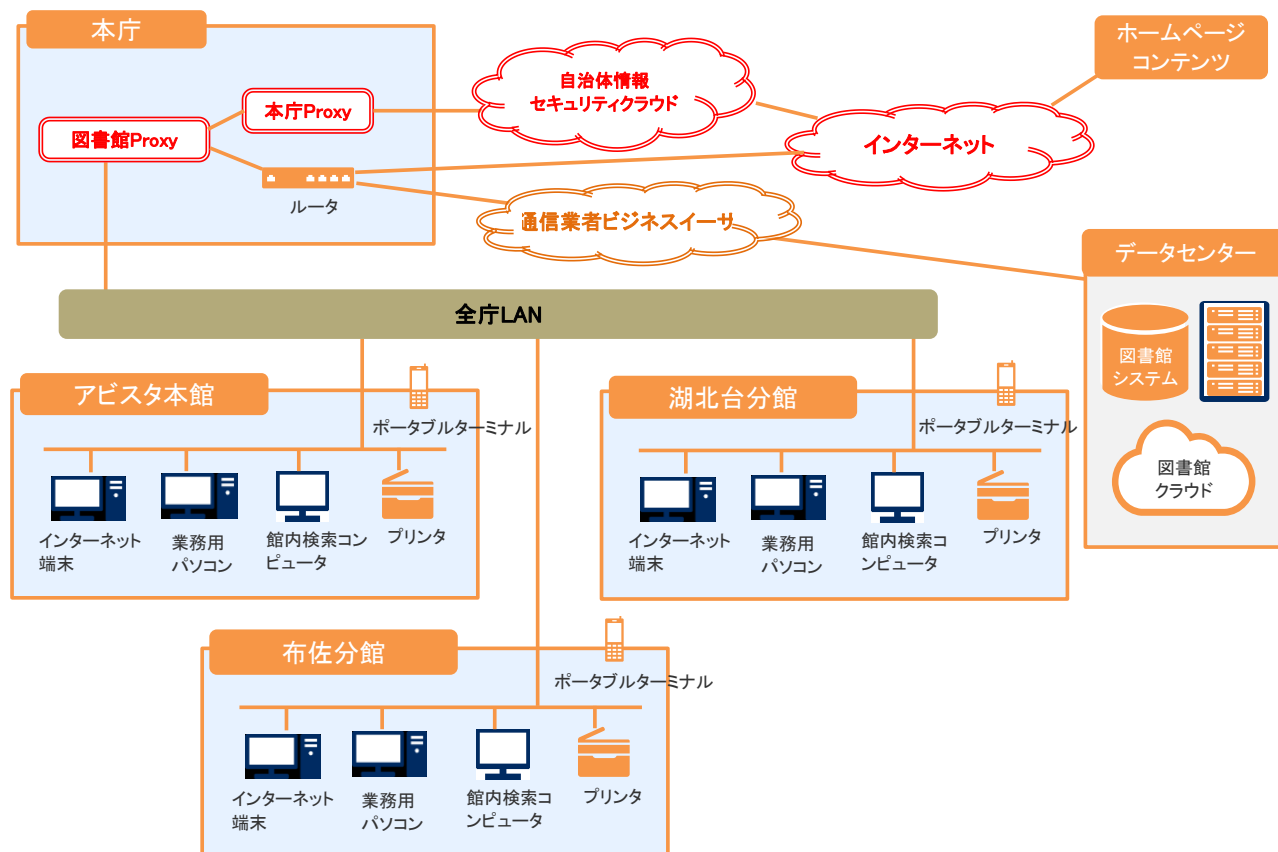 本庁
ホームページ
コンテンツ
自治体情報
セキュリティクラウド
本庁Proxy
図書館Proxy
インターネット
ルータ
通信業者ビジネスイーサ
データセンター
全庁LAN
図書館
システム
アビスタ本館
ポータブルターミナル
湖北台分館
ポータブルターミナル
図書館
クラウド
インターネット
端末
業務用
パソコン
館内検索コン
ピュータ
プリンタ
インターネット
端末
業務用
パソコン
館内検索コ
ンピュータ
プリンタ
布佐分館
ポータブルターミナル
インターネット
端末
業務用
パソコン
館内検索コ
ンピュータ
プリンタ